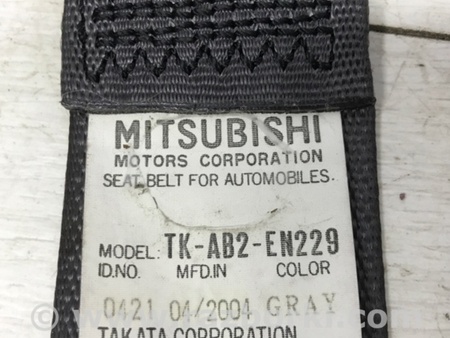 MITSUBISHI
MOTORS CORPORATION
SEAT BELT FOR AUTOMOBILES.
MODEL: TK-AB2-EN229
ID.NO. MFD.IN COLOR
0421 04/2004 GRAY
TAKATA CORPORATION